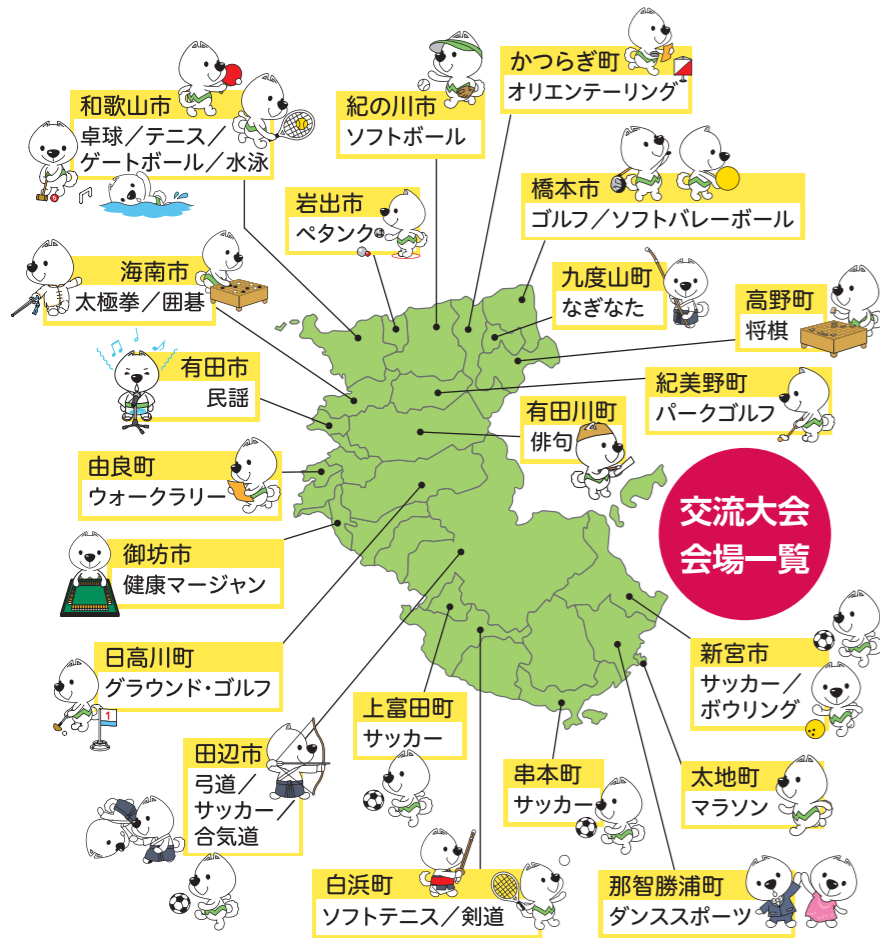 和歌山市
卓球／テニス／
ゲートボール／水泳
紀の川市
ソフトボール
かつらぎ町
オリエンテーリング
岩出市
ペタンク
橋本市
ゴルフ／ソフトバレーボール
海南市
太極拳／囲碁
九度山町
なぎなた
高野町
将棋
有田市
民謡
紀美野町
パークゴルフ
有田川町
俳句
由良町
ウォークラリー
交流大会
会場一覧
御坊市
健康マージャン
日高川町
グラウンド・ゴルフ
1
新宮市
サッカー／
ボウリング
上富田町
サッカー
田辺市
弓道／
サッカー／
合気道
串本町
サッカー
太地町
マラソン
白浜町
ソフトテニス／剣道
那智勝浦町
ダンススポーツ